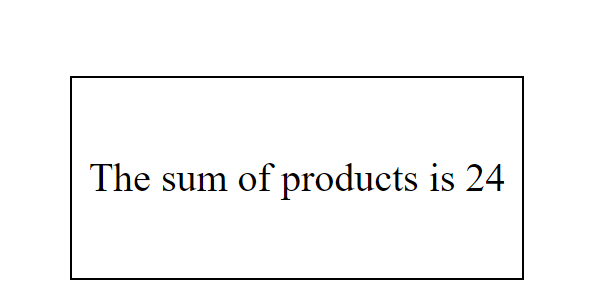 The sum of products is 24